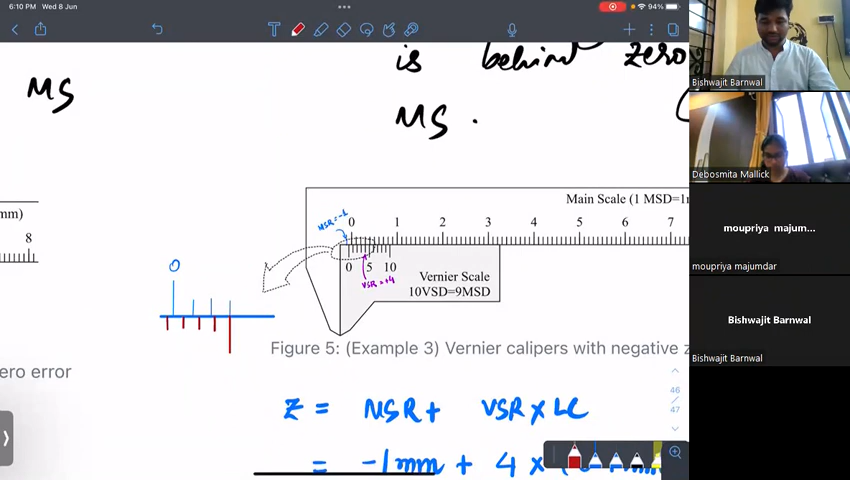 6:10 PM Wed 8 Jun
94%
is behind zero
MS
MS .
Bishwajit Barnwal
Debosmita Mallick
moupriya majum...
moupriya majumdar
Bishwajit Barnwal
Bishwajit Barnwal
mm)
8
Main Scale (1 MSD=1
MSR=-1
0 1 2 3 4 5 6 7
0 5 10
VSR=+4
Vernier Scale
10VSD=9MSD
0
Figure 5: (Example 3) Vernier calipers with negative z
ero error
46
47
Z = MSR+ VSR×LC
= -1mm + 4 ×